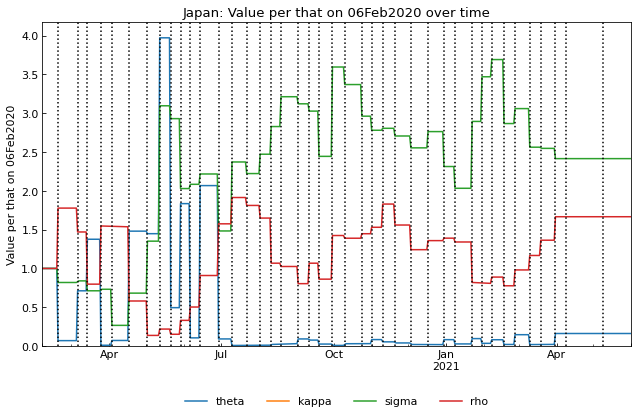 Japan: Value per that on 06Feb2020 over time
Value per that on 06Feb2020
4.0
3.5
3.0
2.5
2.0
1.5
1.0
0.5
0.0
Apr
Jul
Oct
Jan
2021
Apr
theta
kappa
sigma
rho